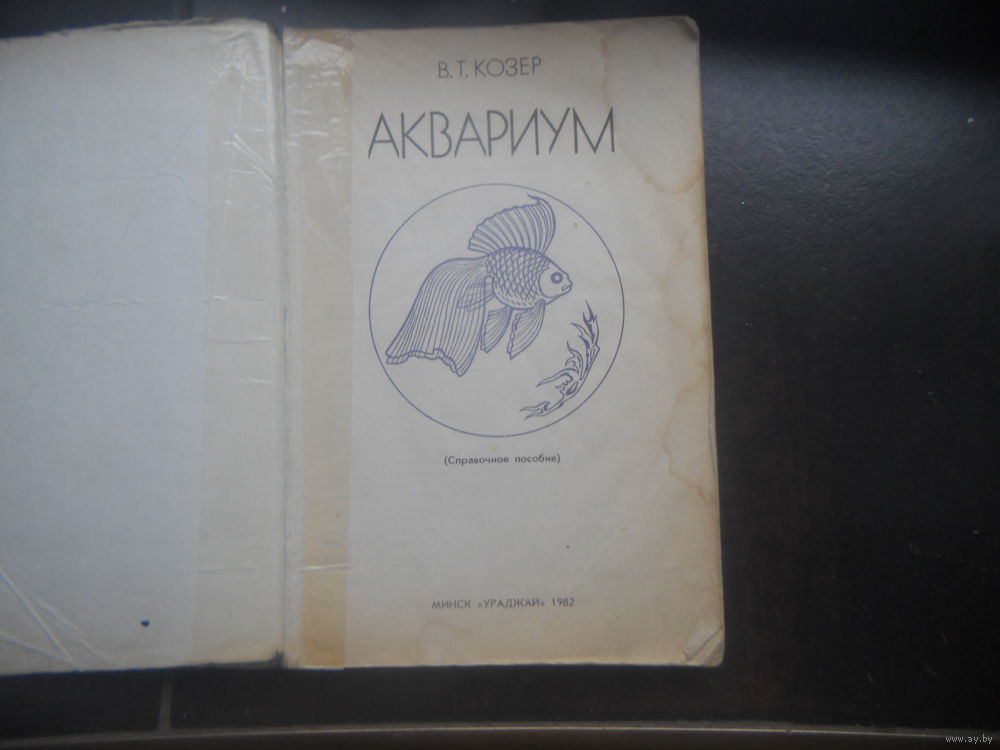 В. Т. КОЗЕР
АКВАРИУМ
(Справочное пособие)
МИНСК «УРАДЖАЙ» 1982
© www.ay.by